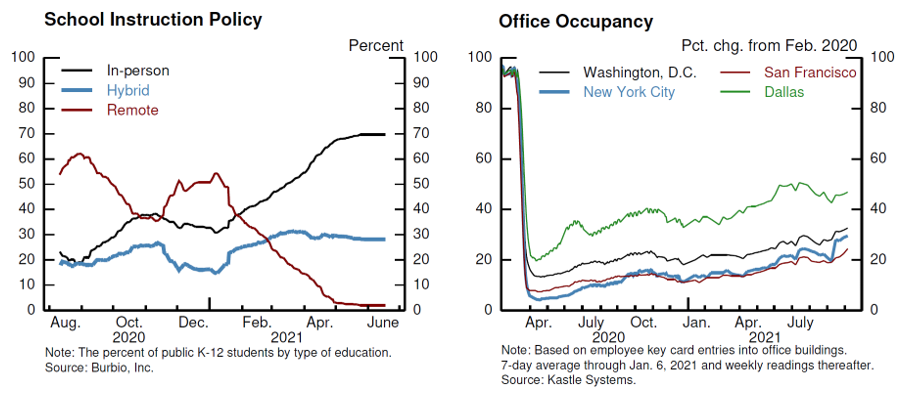 School Instruction Policy
Percent
100
100
90
90
80
80
70
70
60
60
50
50
40
40
30
30
20
20
10
10
0
0
In-person
Hybrid
Remote
Aug. Oct. Dec. Feb. Apr. June
2020 2021
Note: The percent of public K-12 students by type of education.
Source: Burbio, Inc.
Office Occupancy
Pct. chg. from Feb. 2020
100
100
80
80
60
60
40
40
20
20
0
0
Washington, D.C. San Francisco
New York City Dallas
Apr. July Oct. Jan. Apr. July
2020 2021
Note: Based on employee key card entries into office buildings.
7-day average through Jan. 6, 2021 and weekly readings thereafter.
Source: Kastle Systems.